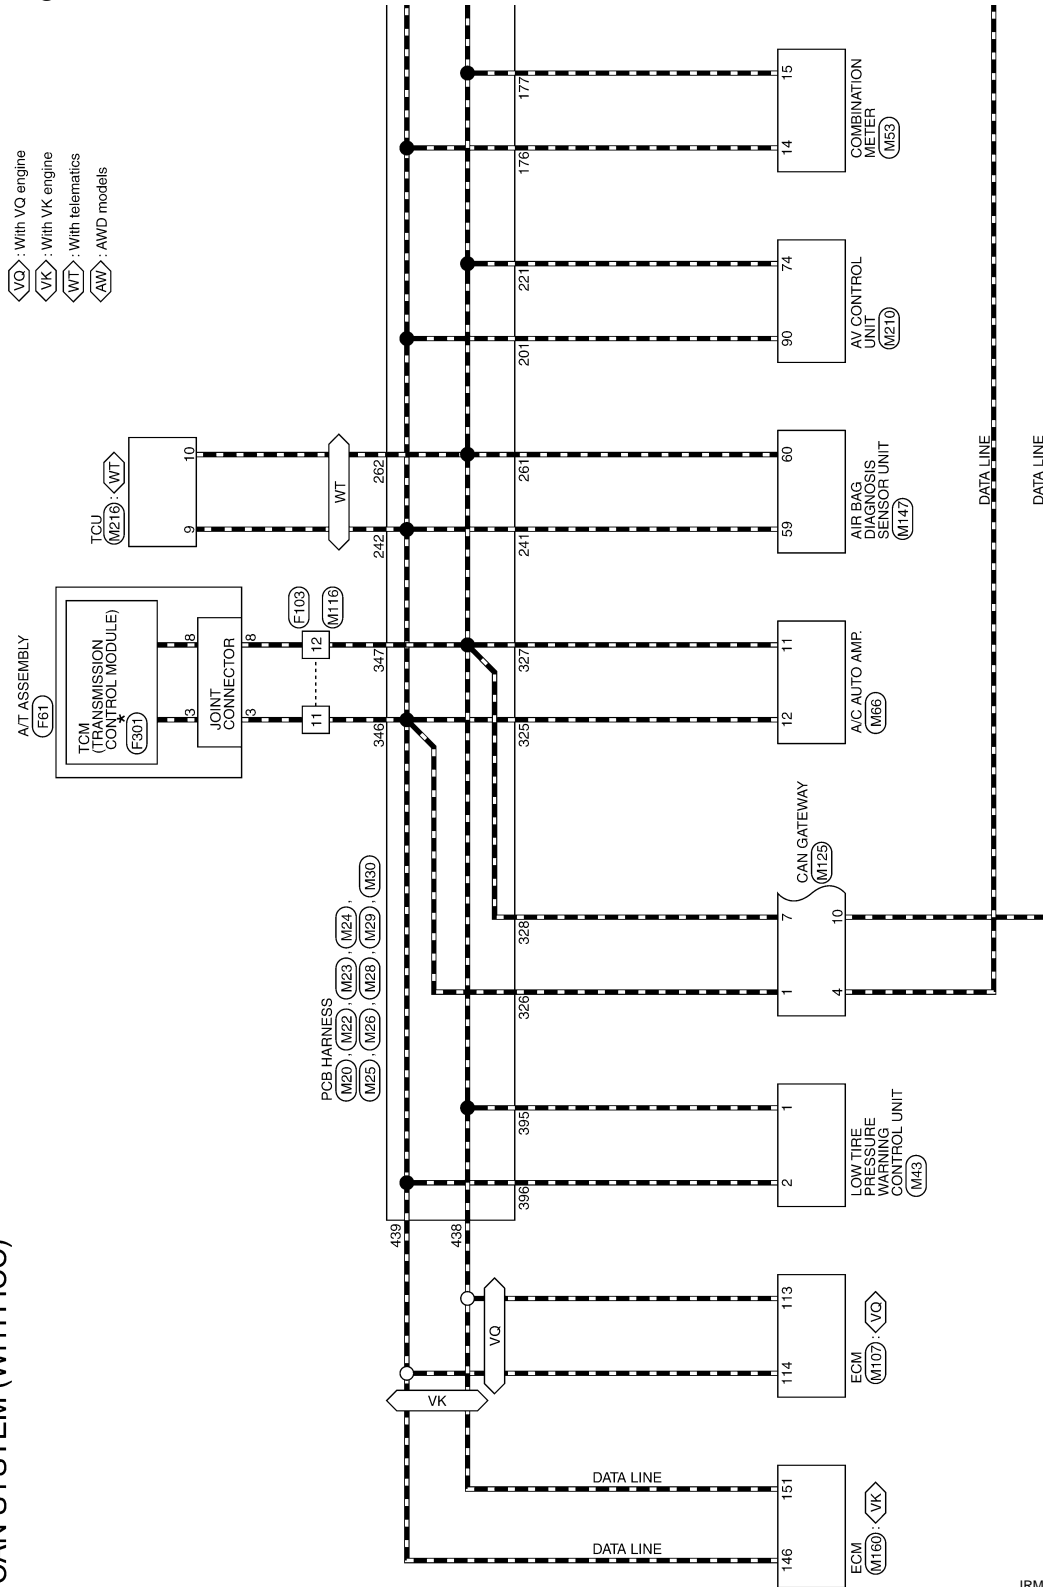 CAN SYSTEM (WITH ICC)
VQ : With VQ engine
VK : With VK engine
WT : With telematics
AW : AWD models
A/T ASSEMBLY
F61
TCM
(TRANSMISSION
CONTROL MODULE)
*
F301
3
8
JOINT
CONNECTOR
3
8
F103
M116
11
12
346
347
TCU
M216 : WT
9
10
WT
242
262
PCB HARNESS
M20 , M22 , M23 , M24 ,
M25 , M26 , M28 , M29 , M30
439
438
396
395
326
328
325
327
241
261
201
221
176
177
VK
VQ
DATA LINE
DATA LINE
146
151
ECM
M160 : VK
114
113
ECM
M107 : VQ
2
1
LOW TIRE
PRESSURE
WARNING
CONTROL UNIT
M43
1
7
4
10
CAN GATEWAY
M125
12
11
A/C AUTO AMP.
M66
59
60
AIR BAG
DIAGNOSIS
SENSOR UNIT
M147
90
74
AV CONTROL
UNIT
M210
14
15
COMBINATION
METER
M53
DATA LINE
DATA LINE
JRM